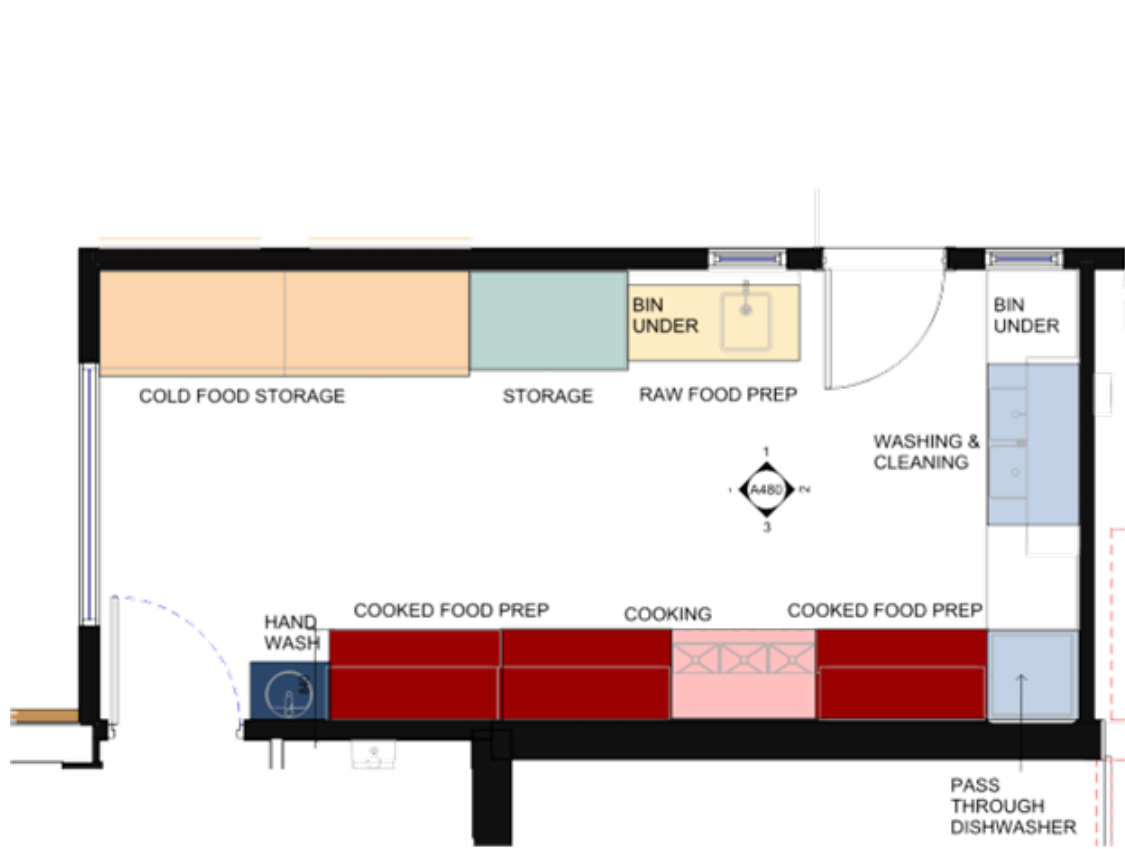 BIN
UNDER
BIN
UNDER
COLD FOOD STORAGE
STORAGE
RAW FOOD PREP
WASHING &
CLEANING
1
A480
2
3
COOKED FOOD PREP
COOKING
COOKED FOOD PREP
HAND
WASH
PASS
THROUGH
DISHWASHER